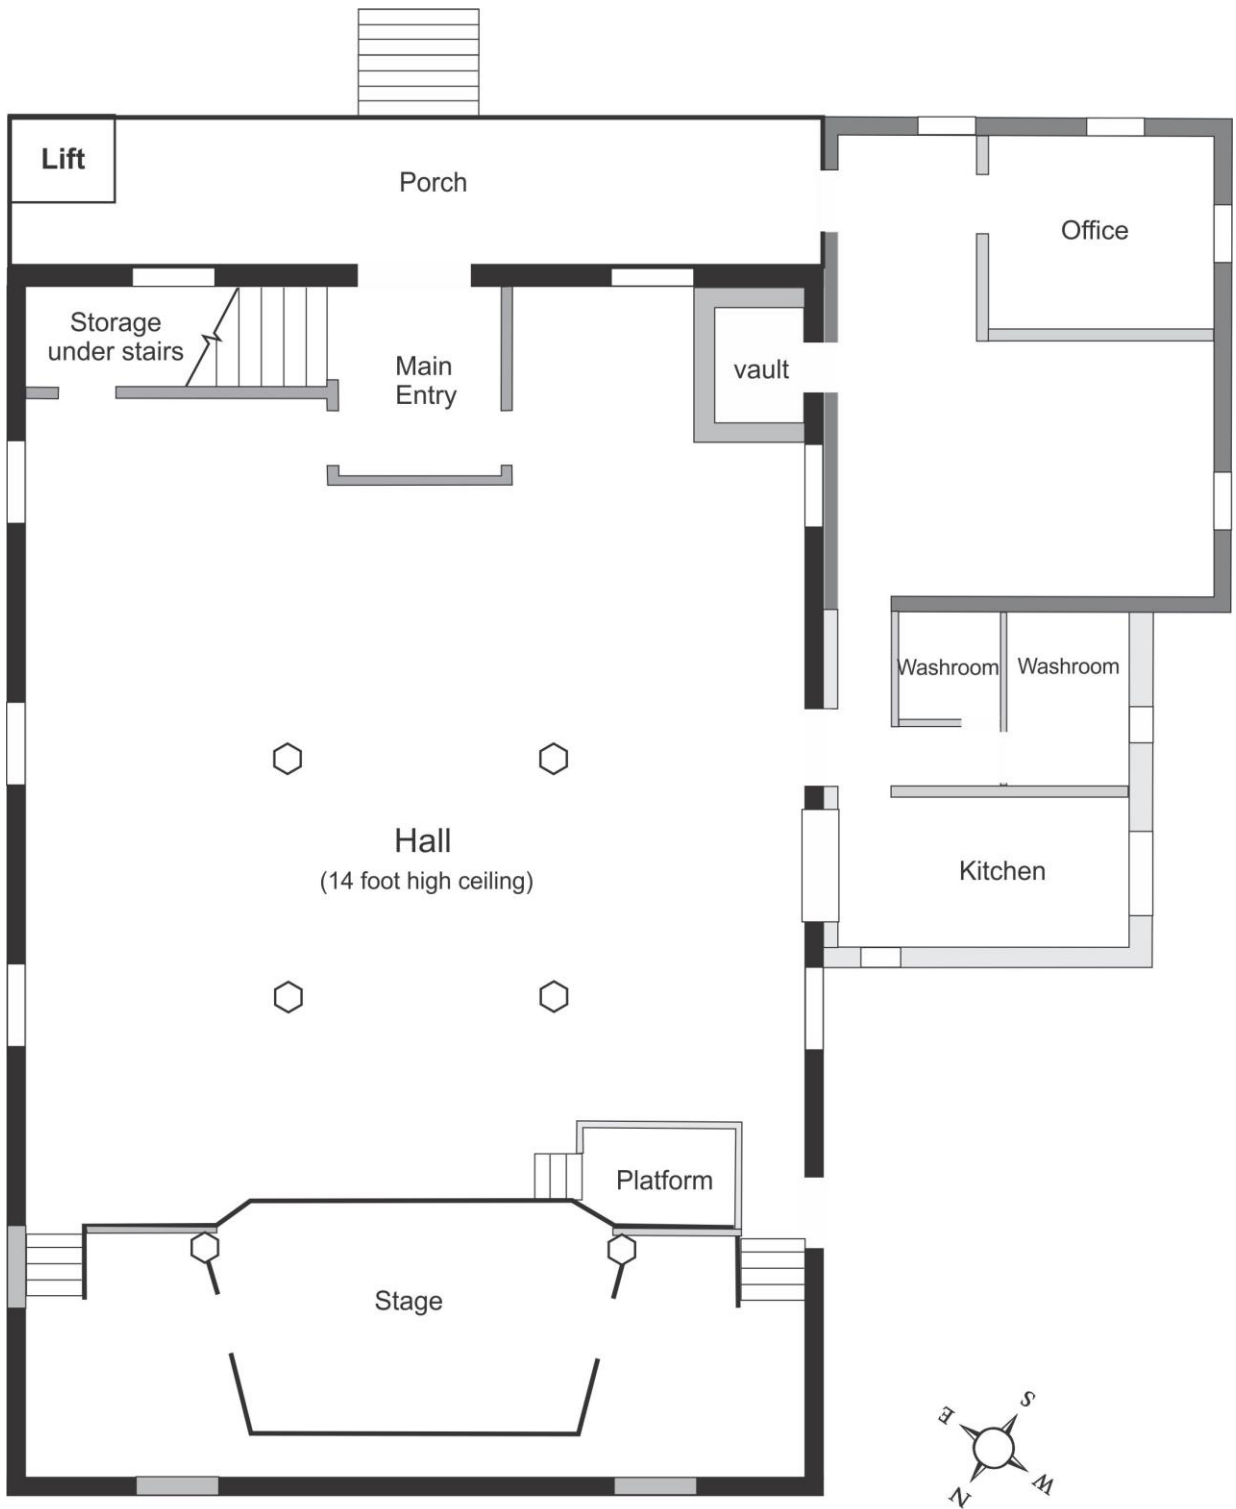 Lift
Porch
Office
Storage
under stairs
Main
Entry
vault
Washroom
Washroom
Hall
(14 foot high ceiling)
Kitchen
Platform
Stage
S
E
W
N